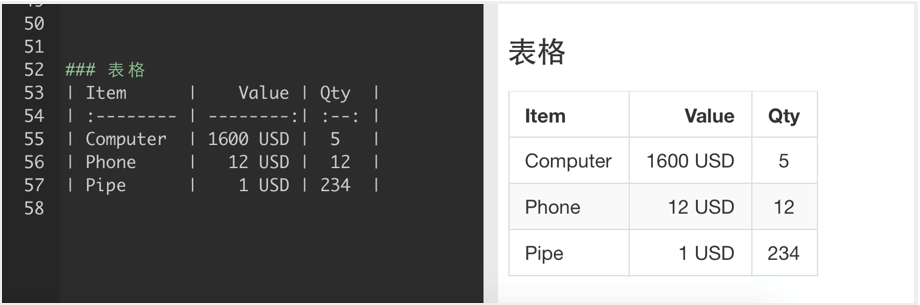 50
51
52 ### 表格
53 | Item | Value | Qty |
54 | :-------- | --------:| :--: |
55 | Computer | 1600 USD | 5 |
56 | Phone | 12 USD | 12 |
57 | Pipe | 1 USD | 234 |
58
表格
Item Value Qty
Computer 1600 USD 5
Phone 12 USD 12
Pipe 1 USD 234